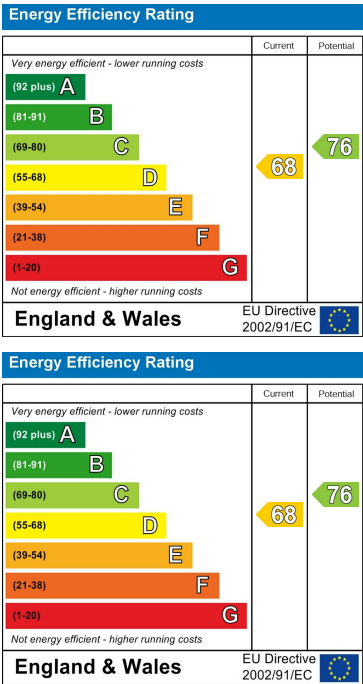 Energy Efficiency Rating
Current Potential
Very energy efficient - lower running costs
(92 plus) A
(81-91) B
(69-80) C
76
(55-68) D
68
(39-54) E
(21-38) F
(1-20) G
Not energy efficient - higher running costs
England & Wales
EU Directive
2002/91/EC
Energy Efficiency Rating
Current Potential
Very energy efficient - lower running costs
(92 plus) A
(81-91) B
(69-80) C
76
(55-68) D
68
(39-54) E
(21-38) F
(1-20) G
Not energy efficient - higher running costs
England & Wales
EU Directive
2002/91/EC